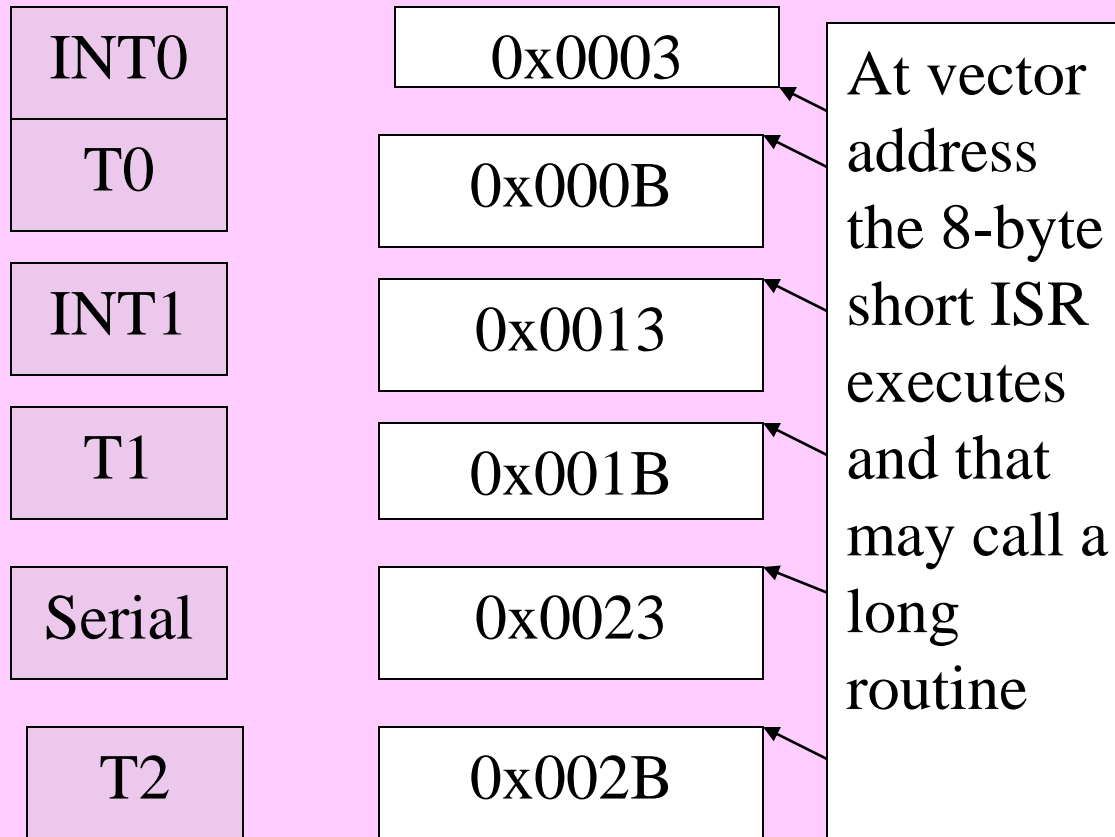 INT0
0x0003
T0
0x000B
INT1
0x0013
T1
0x001B
Serial
0x0023
T2
0x002B
At vector
address
the 8-byte
short ISR
executes
and that
may call a
long
routine